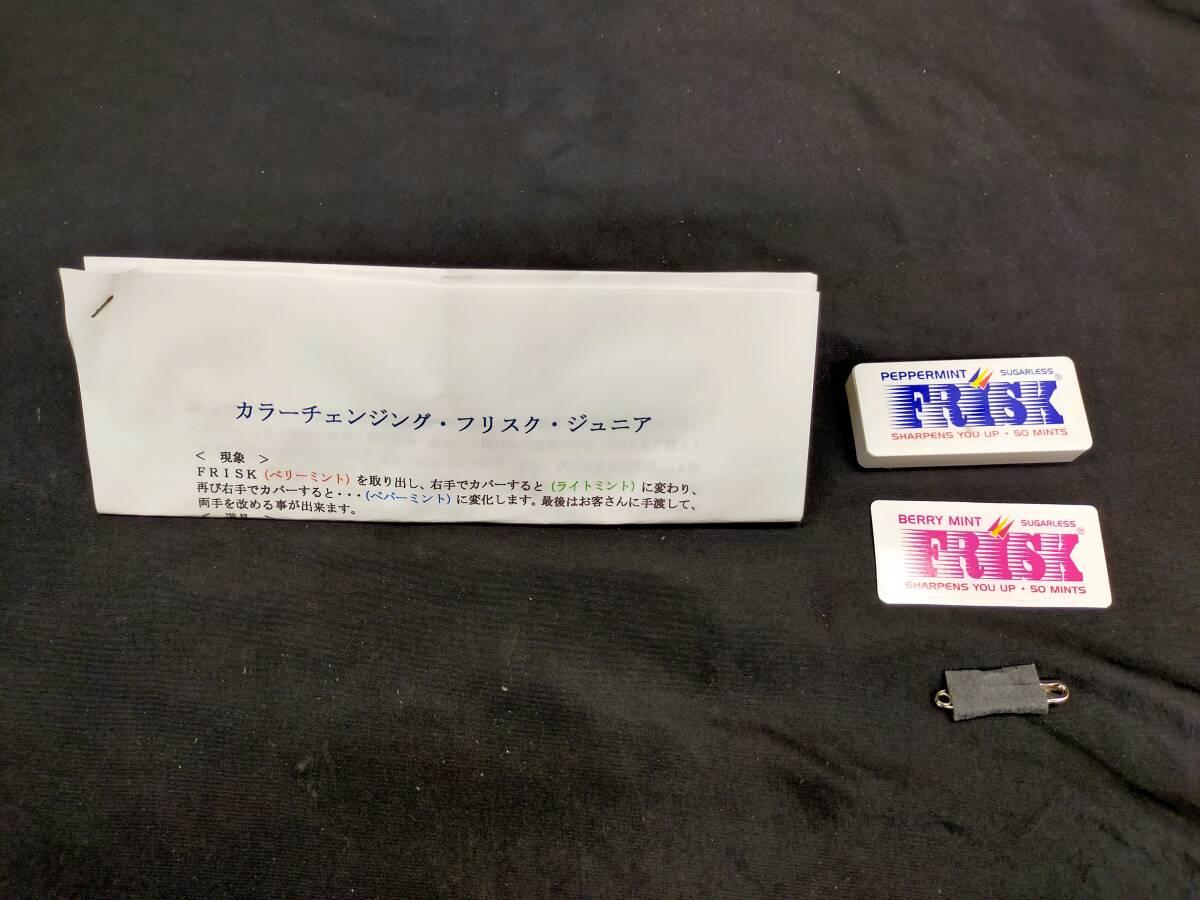 カラーチェンジング・フリスク・ジュニア
< 現象 >
FRISK(ベリーミント)を取り出し、右手でカバーすると(ライトミント)に変わり、
再び右手でカバーすると・・・(ペパーミント)に変化します。最後はお客さんに手渡して、
両手を改める事が出来ます。
PEPPERMINT SUGARLESS
FRISK®
SHARPENS YOU UP・50 MINTS
BERRY MINT SUGARLESS
FRISK®
SHARPENS YOU UP・50 MINTS